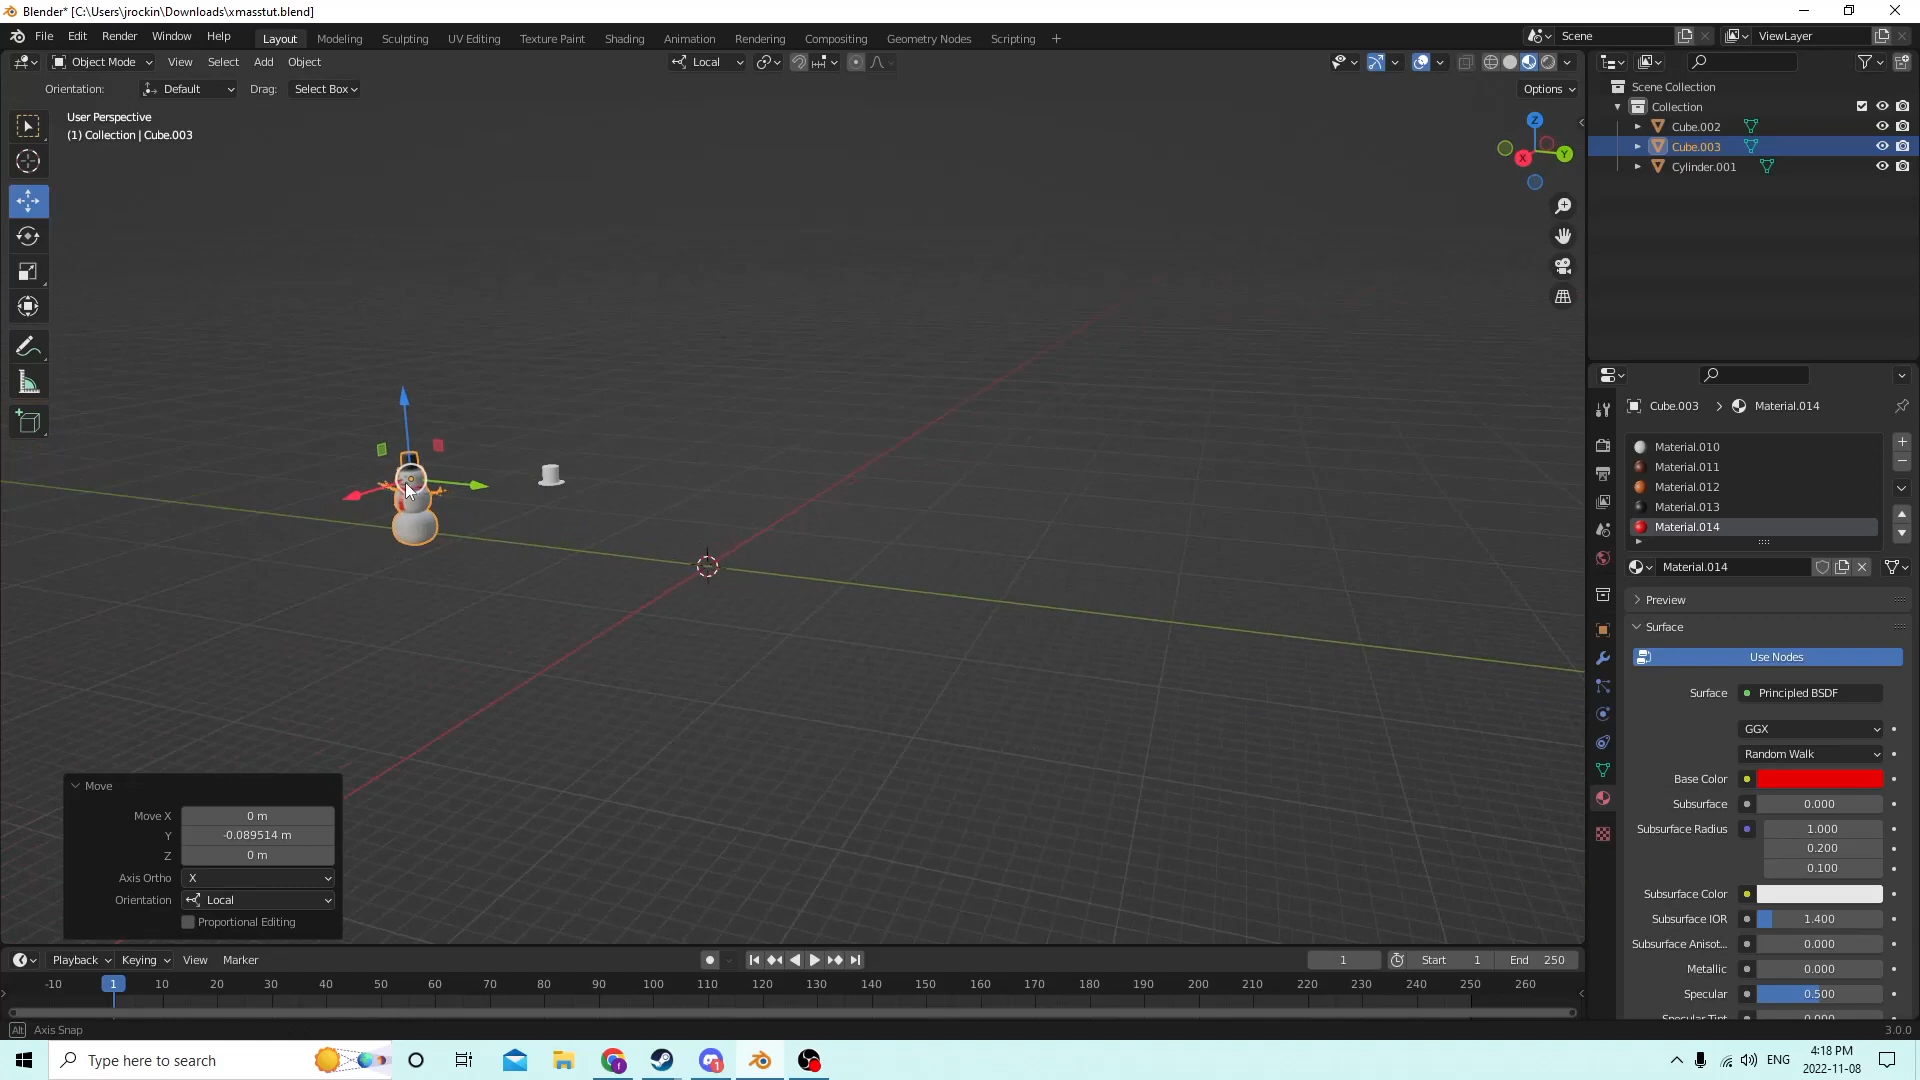 Blender* [C:\Users\jrockin\Downloads\xmasstut.blend]
File Edit Render Window Help Layout Modeling Sculpting UV Editing Texture Paint Shading Animation Rendering Compositing Geometry Nodes Scripting + Scene ViewLayer
Object Mode View Select Add Object Local
Orientation: Default Drag: Select Box Options
User Perspective
(1) Collection | Cube.003
Z
Y
X
Scene Collection
Collection
Cube.002
Cube.003
Cylinder.001
Cube.003 > Material.014
Material.010
Material.011
Material.012
Material.013
Material.014
Material.014
Preview
Surface
Use Nodes
Surface Principled BSDF
GGX
Random Walk
Base Color
Subsurface 0.000
Subsurface Radius 1.000
0.200
0.100
Subsurface Color
Subsurface IOR 1.400
Subsurface Anisot... 0.000
Metallic 0.000
Specular 0.500
Specular Tint 0.000
Move
Move X 0 m
Y -0.089514 m
Z 0 m
Axis Ortho X
Orientation Local
Proportional Editing
Playback Keying View Marker 1 Start 1 End 250
-10 1 10 20 30 40 50 60 70 80 90 100 110 120 130 140 150 160 170 180 190 200 210 220 230 240 250 260
Alt Axis Snap 3.0.0
Type here to search
ENG
4:18 PM
2022-11-08